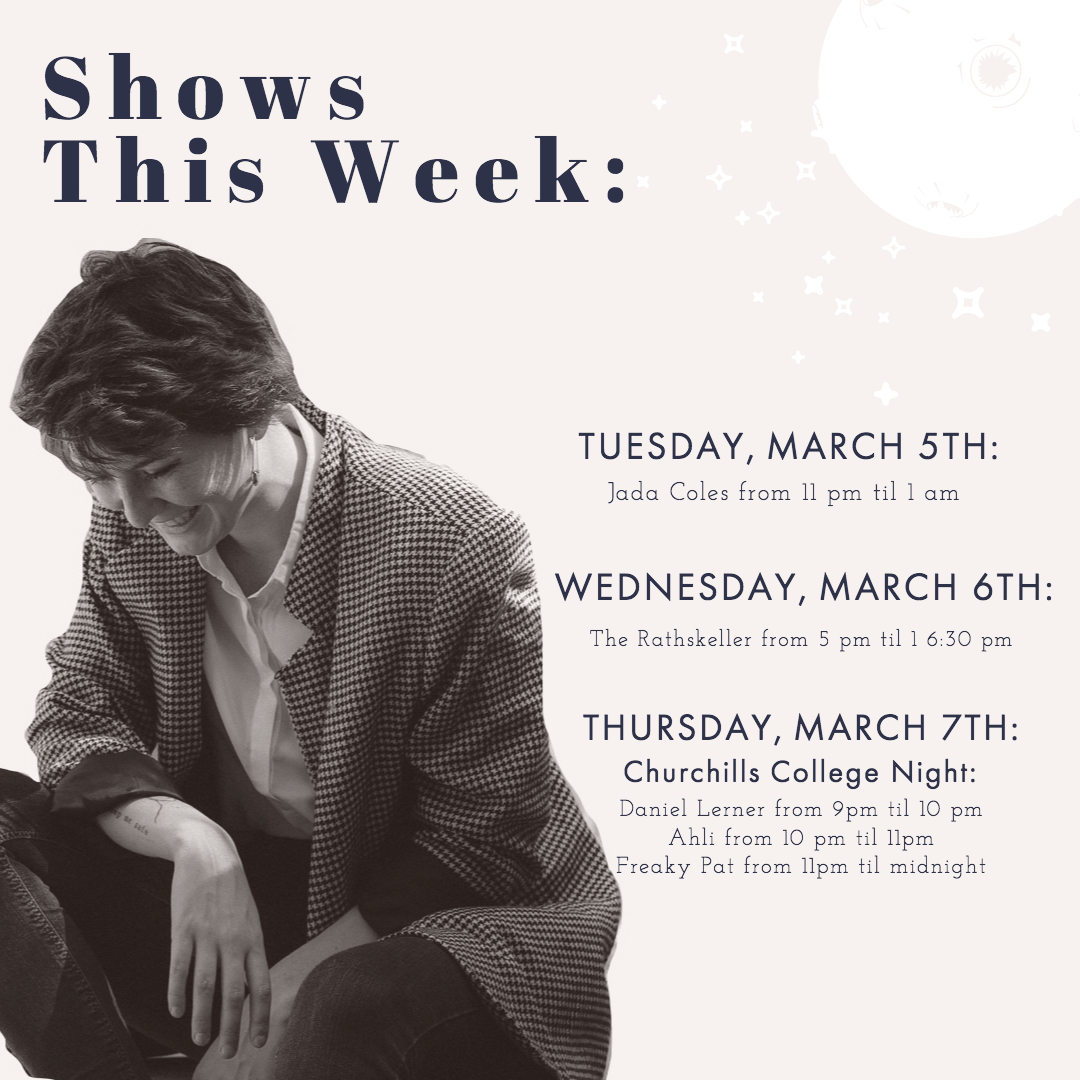 Shows
This Week:
TUESDAY, MARCH 5TH:
Jada Coles from 11 pm til 1 am
WEDNESDAY, MARCH 6TH:
The Rathskeller from 5 pm til 1 6:30 pm
THURSDAY, MARCH 7TH:
Churchills College Night:
Daniel Lerner from 9pm til 10 pm
Ahli from 10 pm til 11pm
Freaky Pat from 11pm til midnight